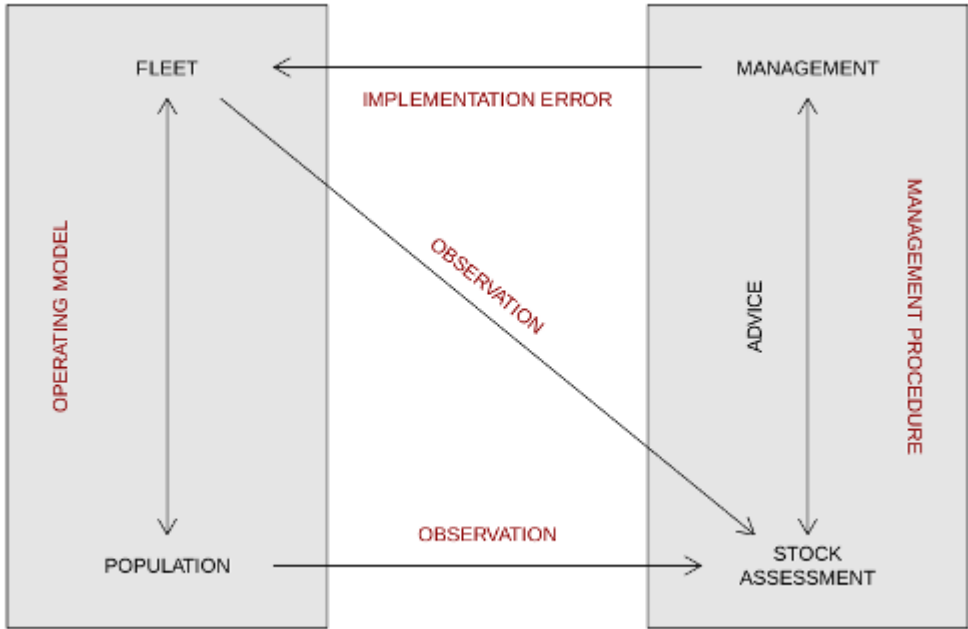 FLEET
MANAGEMENT
IMPLEMENTATION ERROR
OPERATING MODEL
OBSERVATION
ADVICE
MANAGEMENT PROCEDURE
OBSERVATION
POPULATION
STOCK
ASSESSMENT